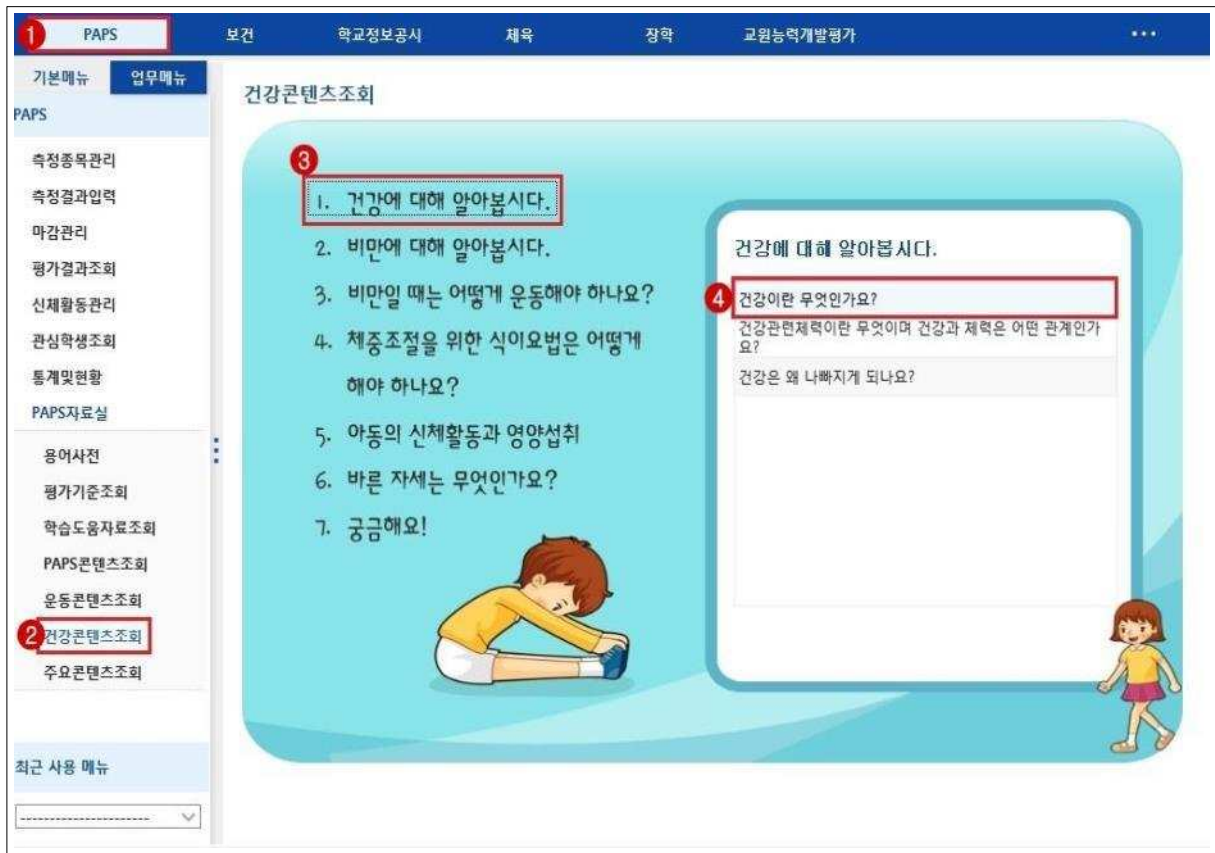 1 PAPS 보건 학교정보공시 체육 장학 교원능력개발평가 ...
기본메뉴 업무메뉴
PAPS
측정종목관리
측정결과입력
마감관리
평가결과조회
신체활동관리
관심학생조회
통계및현황
PAPS자료실
용어사전
평가기준조회
학습도움자료조회
PAPS콘텐츠조회
운동콘텐츠조회
2 건강콘텐츠조회
주요콘텐츠조회
최근 사용 메뉴
----------------------
건강콘텐츠조회
3
1. 건강에 대해 알아봅시다.
2. 비만에 대해 알아봅시다.
3. 비만일 때는 어떻게 운동해야 하나요?
4. 체중조절을 위한 식이요법은 어떻게
해야 하나요?
5. 아동의 신체활동과 영양섭취
6. 바른 자세는 무엇인가요?
7. 궁금해요!
건강에 대해 알아봅시다.
4 건강이란 무엇인가요?
건강관련체력이란 무엇이며 건강과 체력은 어떤 관계인가
요?
건강은 왜 나빠지게 되나요?